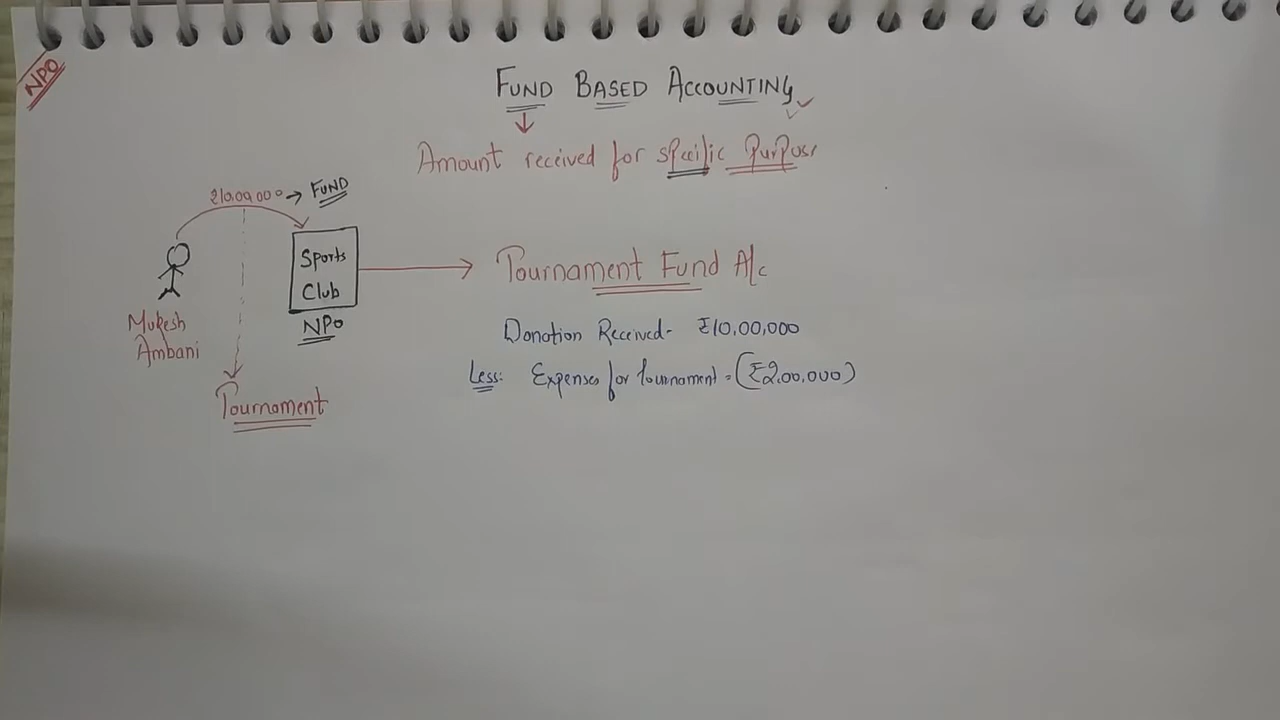 NPO
FUND BASED ACCOUNTING
Amount received for specific Purpose
₹10,00,000 → FUND
Sports
Club
NPO
Mukesh
Ambani
Tournament
Tournament Fund A/c
Donation Received- ₹10,00,000
Less: Expenses for tournament = (₹2,00,000)